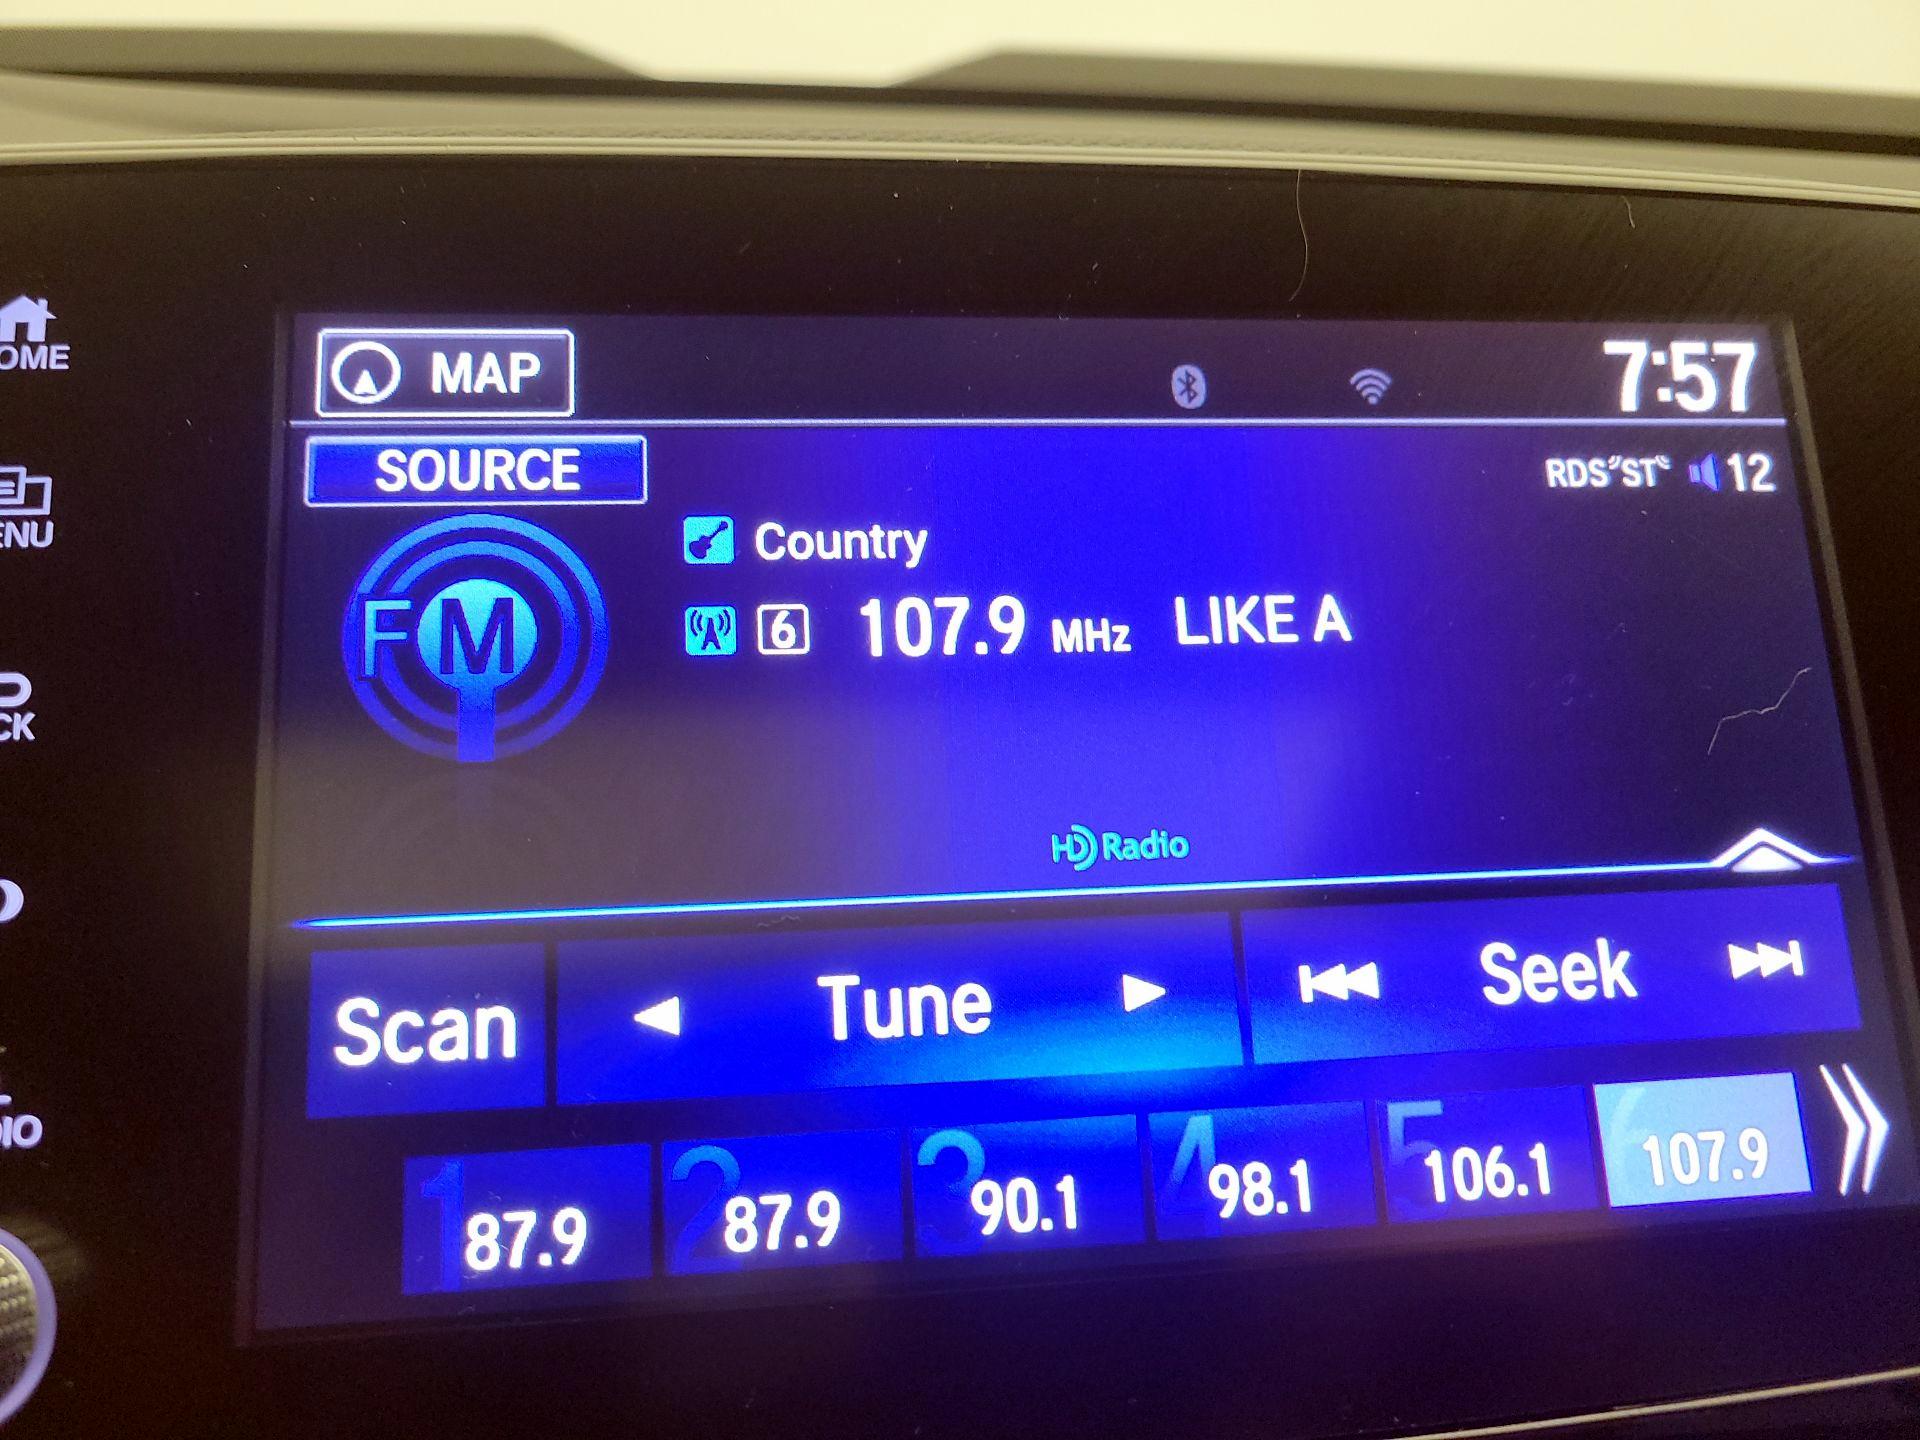 MAP 7:57
SOURCE
RDS ST 12
Country
FM
6 107.9 MHz LIKE A
HD Radio
Scan Tune Seek
1 87.9 2 87.9 3 90.1 4 98.1 5 106.1 6 107.9
OME
ENU
CK
DIO